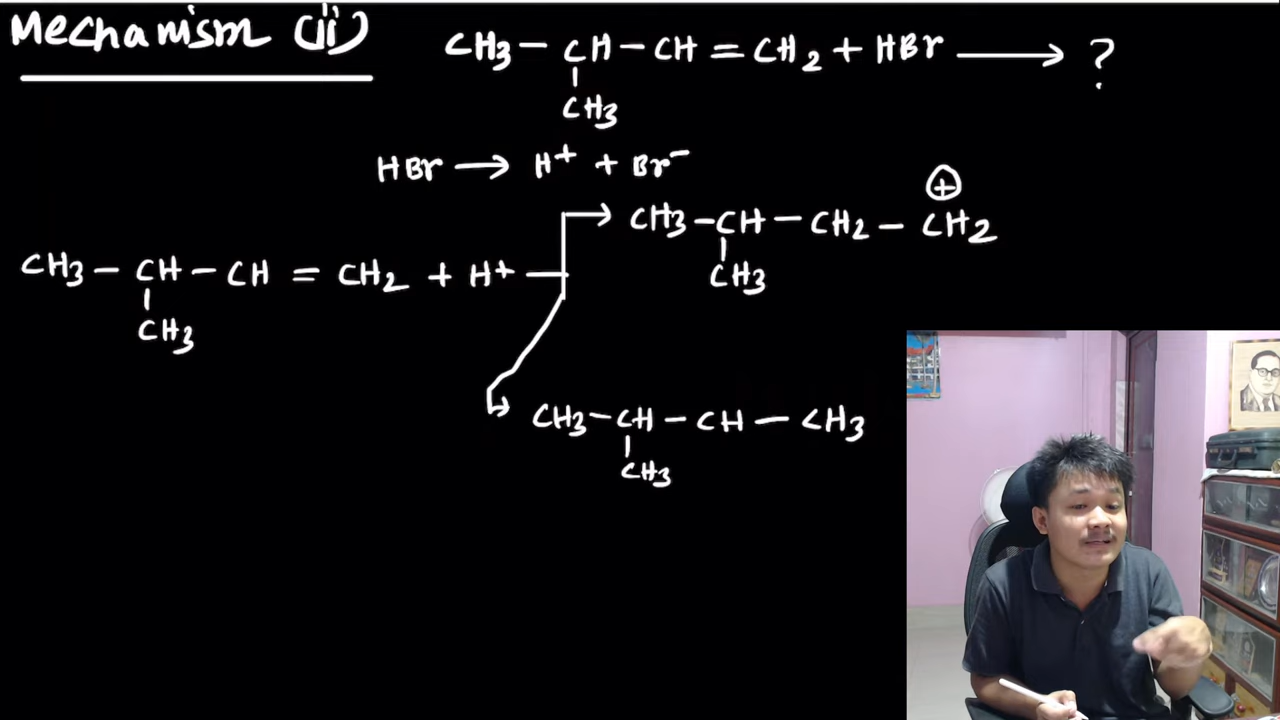 Mechanism (ii)
CH3 – CH – CH = CH2 + HBr ⟶ ?
CH3
HBr ⟶ H+ + Br−
⊕
CH3 – CH – CH2 – CH2
CH3
CH3 – CH – CH = CH2 + H+
CH3
CH3 – CH – CH – CH3
CH3